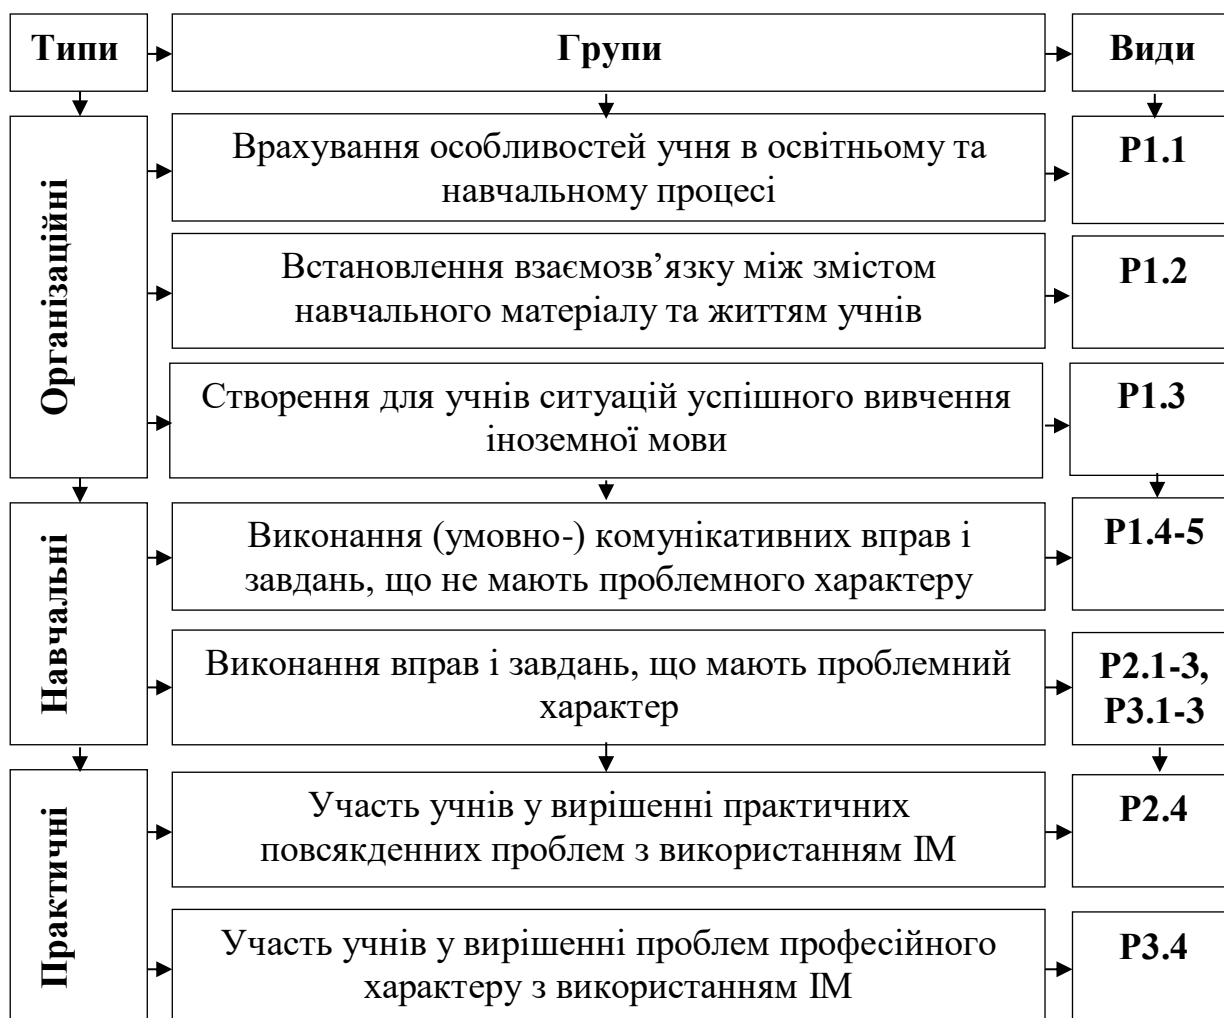 Типи
Групи
Види
Організаційні
Врахування особливостей учня в освітньому та
навчальному процесі
Р1.1
Встановлення взаємозв’язку між змістом
навчального матеріалу та життям учнів
Р1.2
Створення для учнів ситуацій успішного вивчення
іноземної мови
Р1.3
Навчальні
Виконання (умовно-) комунікативних вправ і
завдань, що не мають проблемного характеру
Р1.4-5
Виконання вправ і завдань, що мають проблемний
характер
Р2.1-3,
Р3.1-3
Практичні
Участь учнів у вирішенні практичних
повсякденних проблем з використанням ІМ
Р2.4
Участь учнів у вирішенні проблем професійного
характеру з використанням ІМ
Р3.4